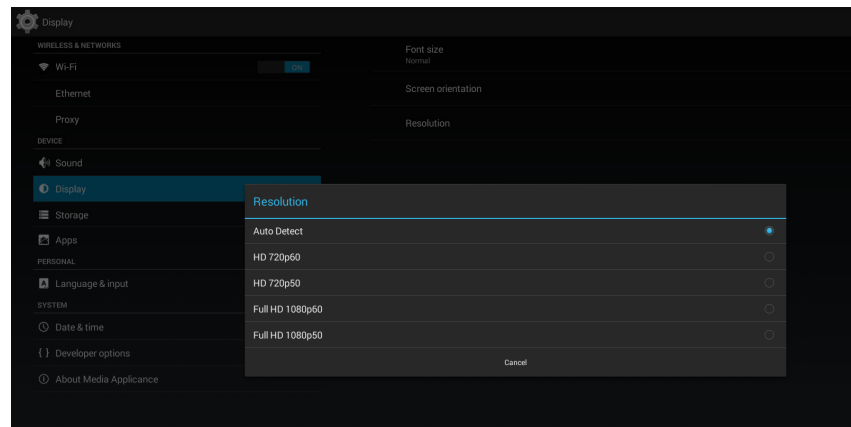 Display
WIRELESS & NETWORKS
Wi-Fi
ON
Ethernet
Proxy
DEVICE
Sound
Display
Storage
Apps
PERSONAL
Language & input
SYSTEM
Date & time
Developer options
About Media Applicance
Font size
Normal
Screen orientation
Resolution
Resolution
Auto Detect
HD 720p60
HD 720p50
Full HD 1080p60
Full HD 1080p50
Cancel